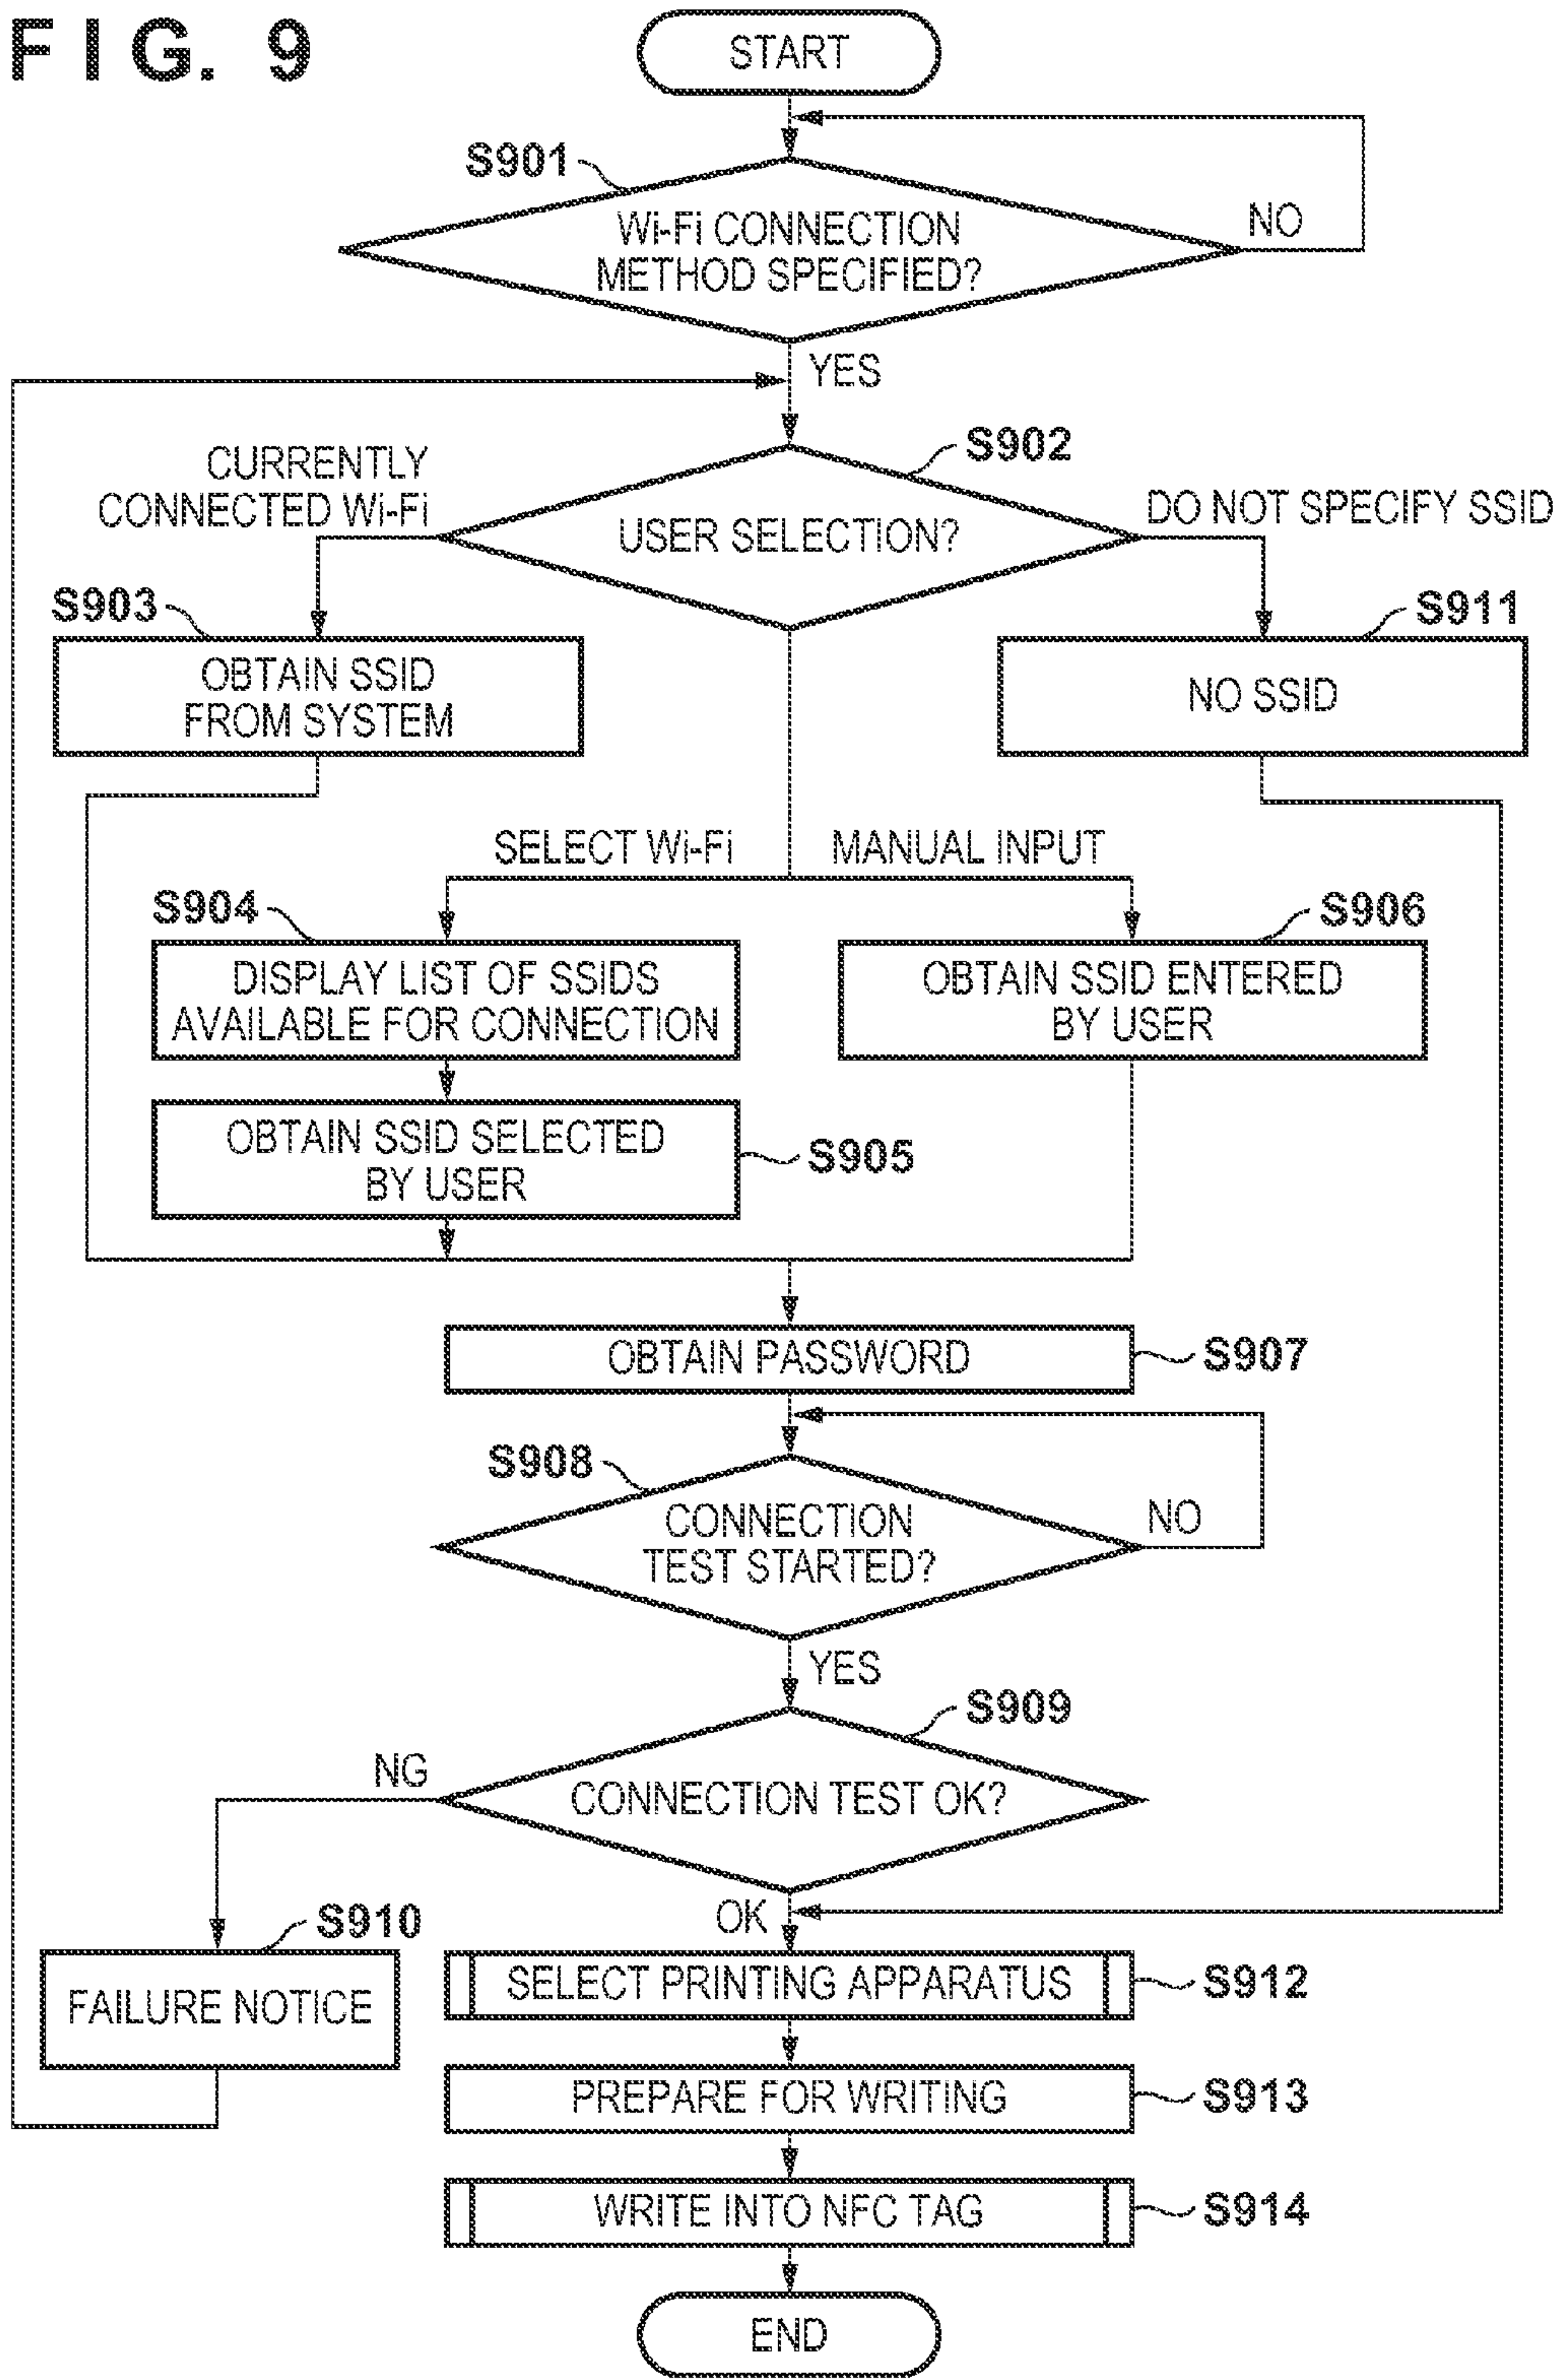 FIG. 9
START
S901
Wi-Fi CONNECTION
METHOD SPECIFIED?
NO
YES
S902
CURRENTLY
CONNECTED Wi-Fi
USER SELECTION?
DO NOT SPECIFY SSID
S903
OBTAIN SSID
FROM SYSTEM
S911
NO SSID
SELECT Wi-Fi
MANUAL INPUT
S904
DISPLAY LIST OF SSIDS
AVAILABLE FOR CONNECTION
S906
OBTAIN SSID ENTERED
BY USER
OBTAIN SSID SELECTED
BY USER
S905
OBTAIN PASSWORD
S907
S908
CONNECTION
TEST STARTED?
NO
YES
S909
NG
CONNECTION TEST OK?
OK
S910
FAILURE NOTICE
SELECT PRINTING APPARATUS
S912
PREPARE FOR WRITING
S913
WRITE INTO NFC TAG
S914
END